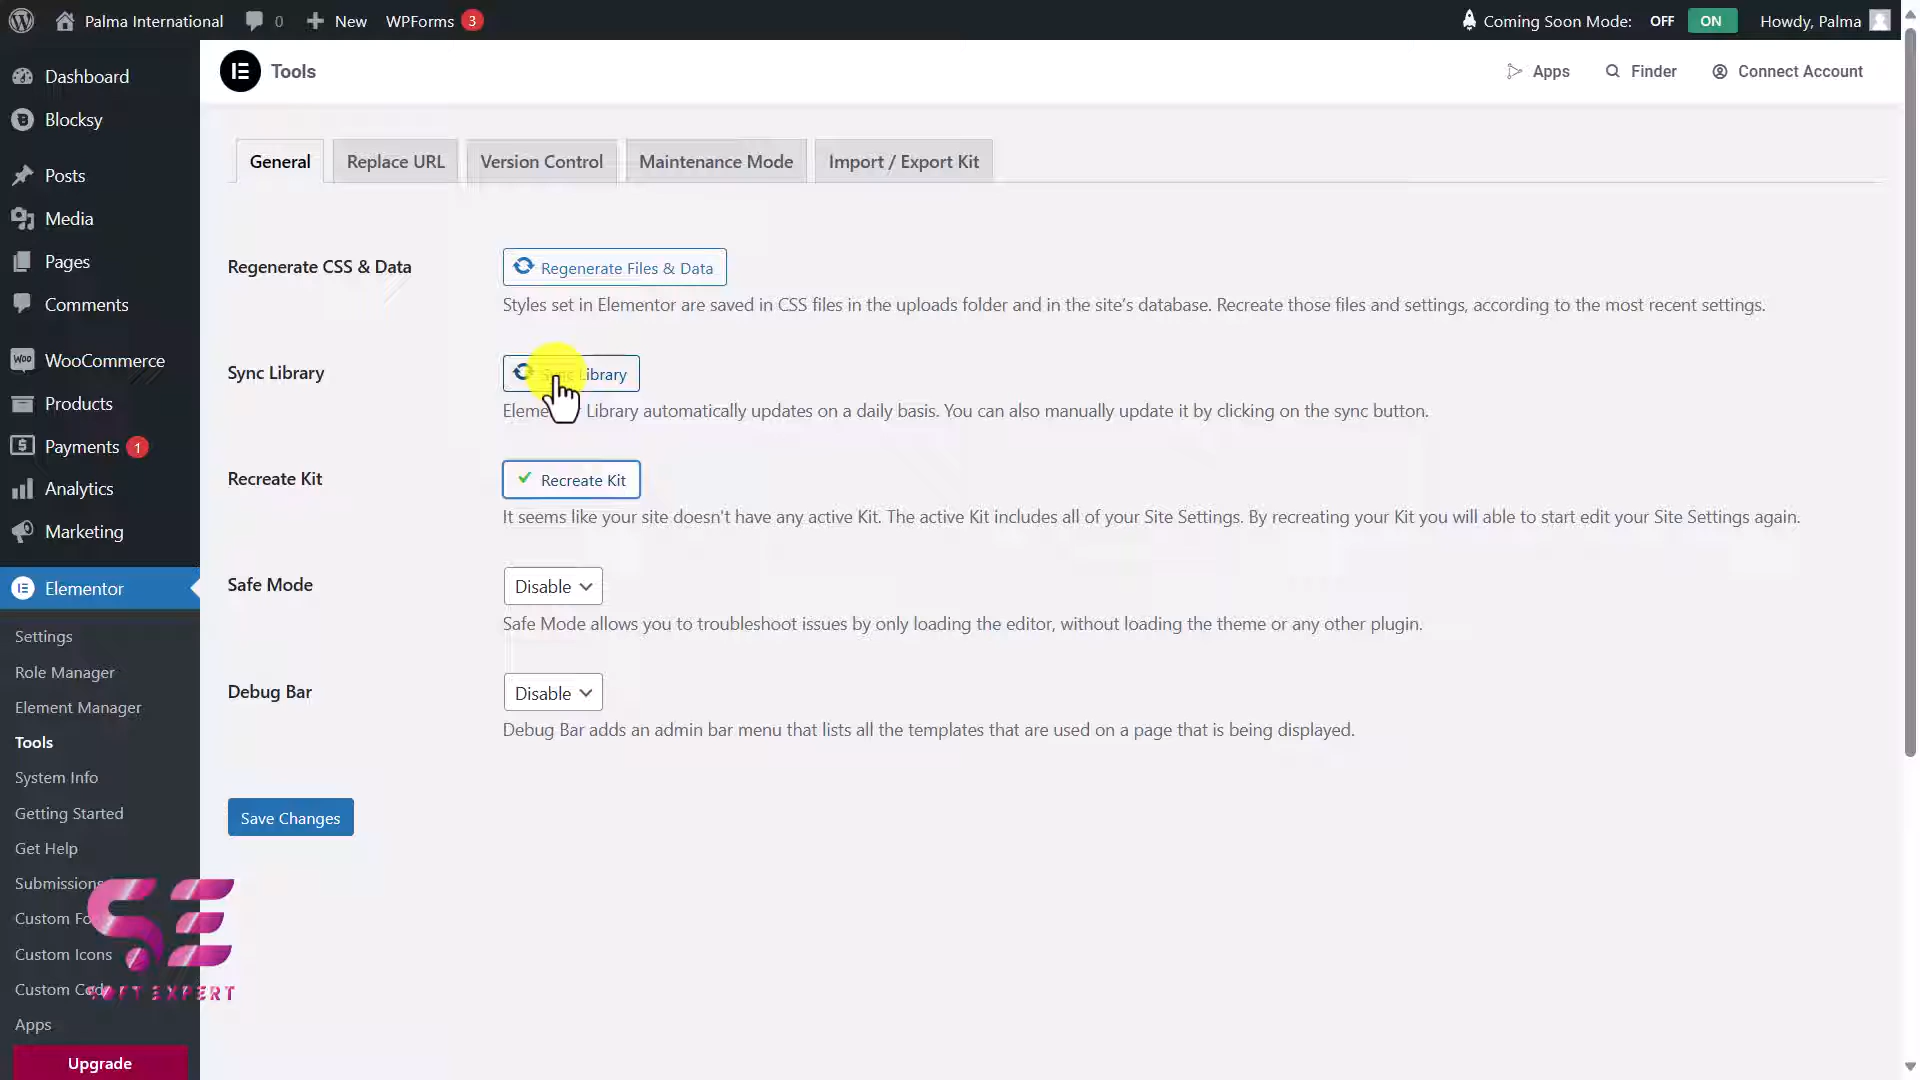 Palma International
0
New
WPForms 3
Coming Soon Mode: OFF ON
Howdy, Palma
Dashboard
Blocksy
Posts
Media
Pages
Comments
WooCommerce
Products
Payments 1
Analytics
Marketing
Elementor
Settings
Role Manager
Element Manager
Tools
System Info
Getting Started
Get Help
Submissions
Custom
Custom Icons
Custom
Apps
Upgrade
SE
SOFT EXPERT
Tools
Apps
Finder
Connect Account
General
Replace URL
Version Control
Maintenance Mode
Import / Export Kit
Regenerate CSS & Data
Regenerate Files & Data
Styles set in Elementor are saved in CSS files in the uploads folder and in the site's database. Recreate those files and settings, according to the most recent settings.
Sync Library
Sync Library
Library automatically updates on a daily basis. You can also manually update it by clicking on the sync button.
Recreate Kit
Recreate Kit
It seems like your site doesn't have any active Kit. The active Kit includes all of your Site Settings. By recreating your Kit you will able to start edit your Site Settings again.
Safe Mode
Disable
Safe Mode allows you to troubleshoot issues by only loading the editor, without loading the theme or any other plugin.
Debug Bar
Disable
Debug Bar adds an admin bar menu that lists all the templates that are used on a page that is being displayed.
Save Changes